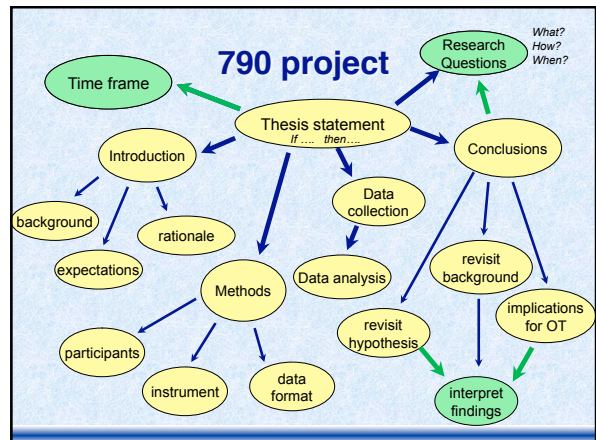 790 project
Research
Questions
What?
How?
When?
Time frame
Thesis statement
If .... then....
Introduction
Conclusions
background
rationale
expectations
Data
collection
Data analysis
Methods
revisit
background
implications
for OT
revisit
hypothesis
participants
instrument
data
format
interpret
findings